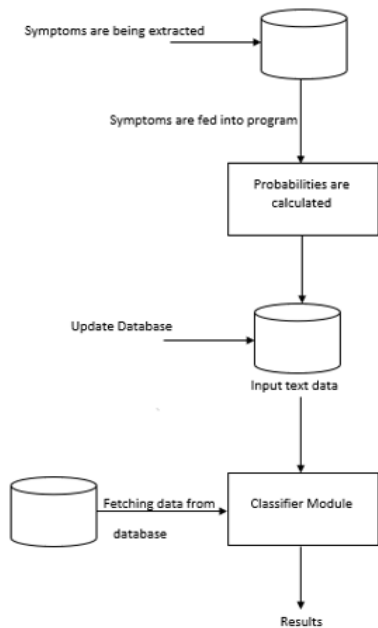 Symptoms are being extracted
Symptoms are fed into program
Probabilities are
calculated
Update Database
Input text data
Fetching data from
database
Classifier Module
Results